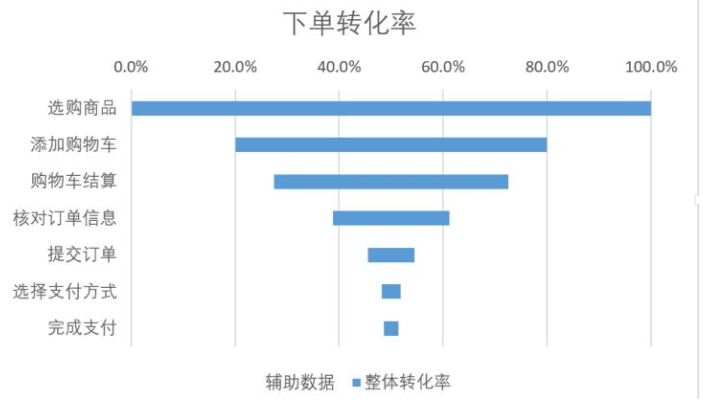 下单转化率
0.0% 20.0% 40.0% 60.0% 80.0% 100.0%
选购商品
添加购物车
购物车结算
核对订单信息
提交订单
选择支付方式
完成支付
辅助数据 整体转化率